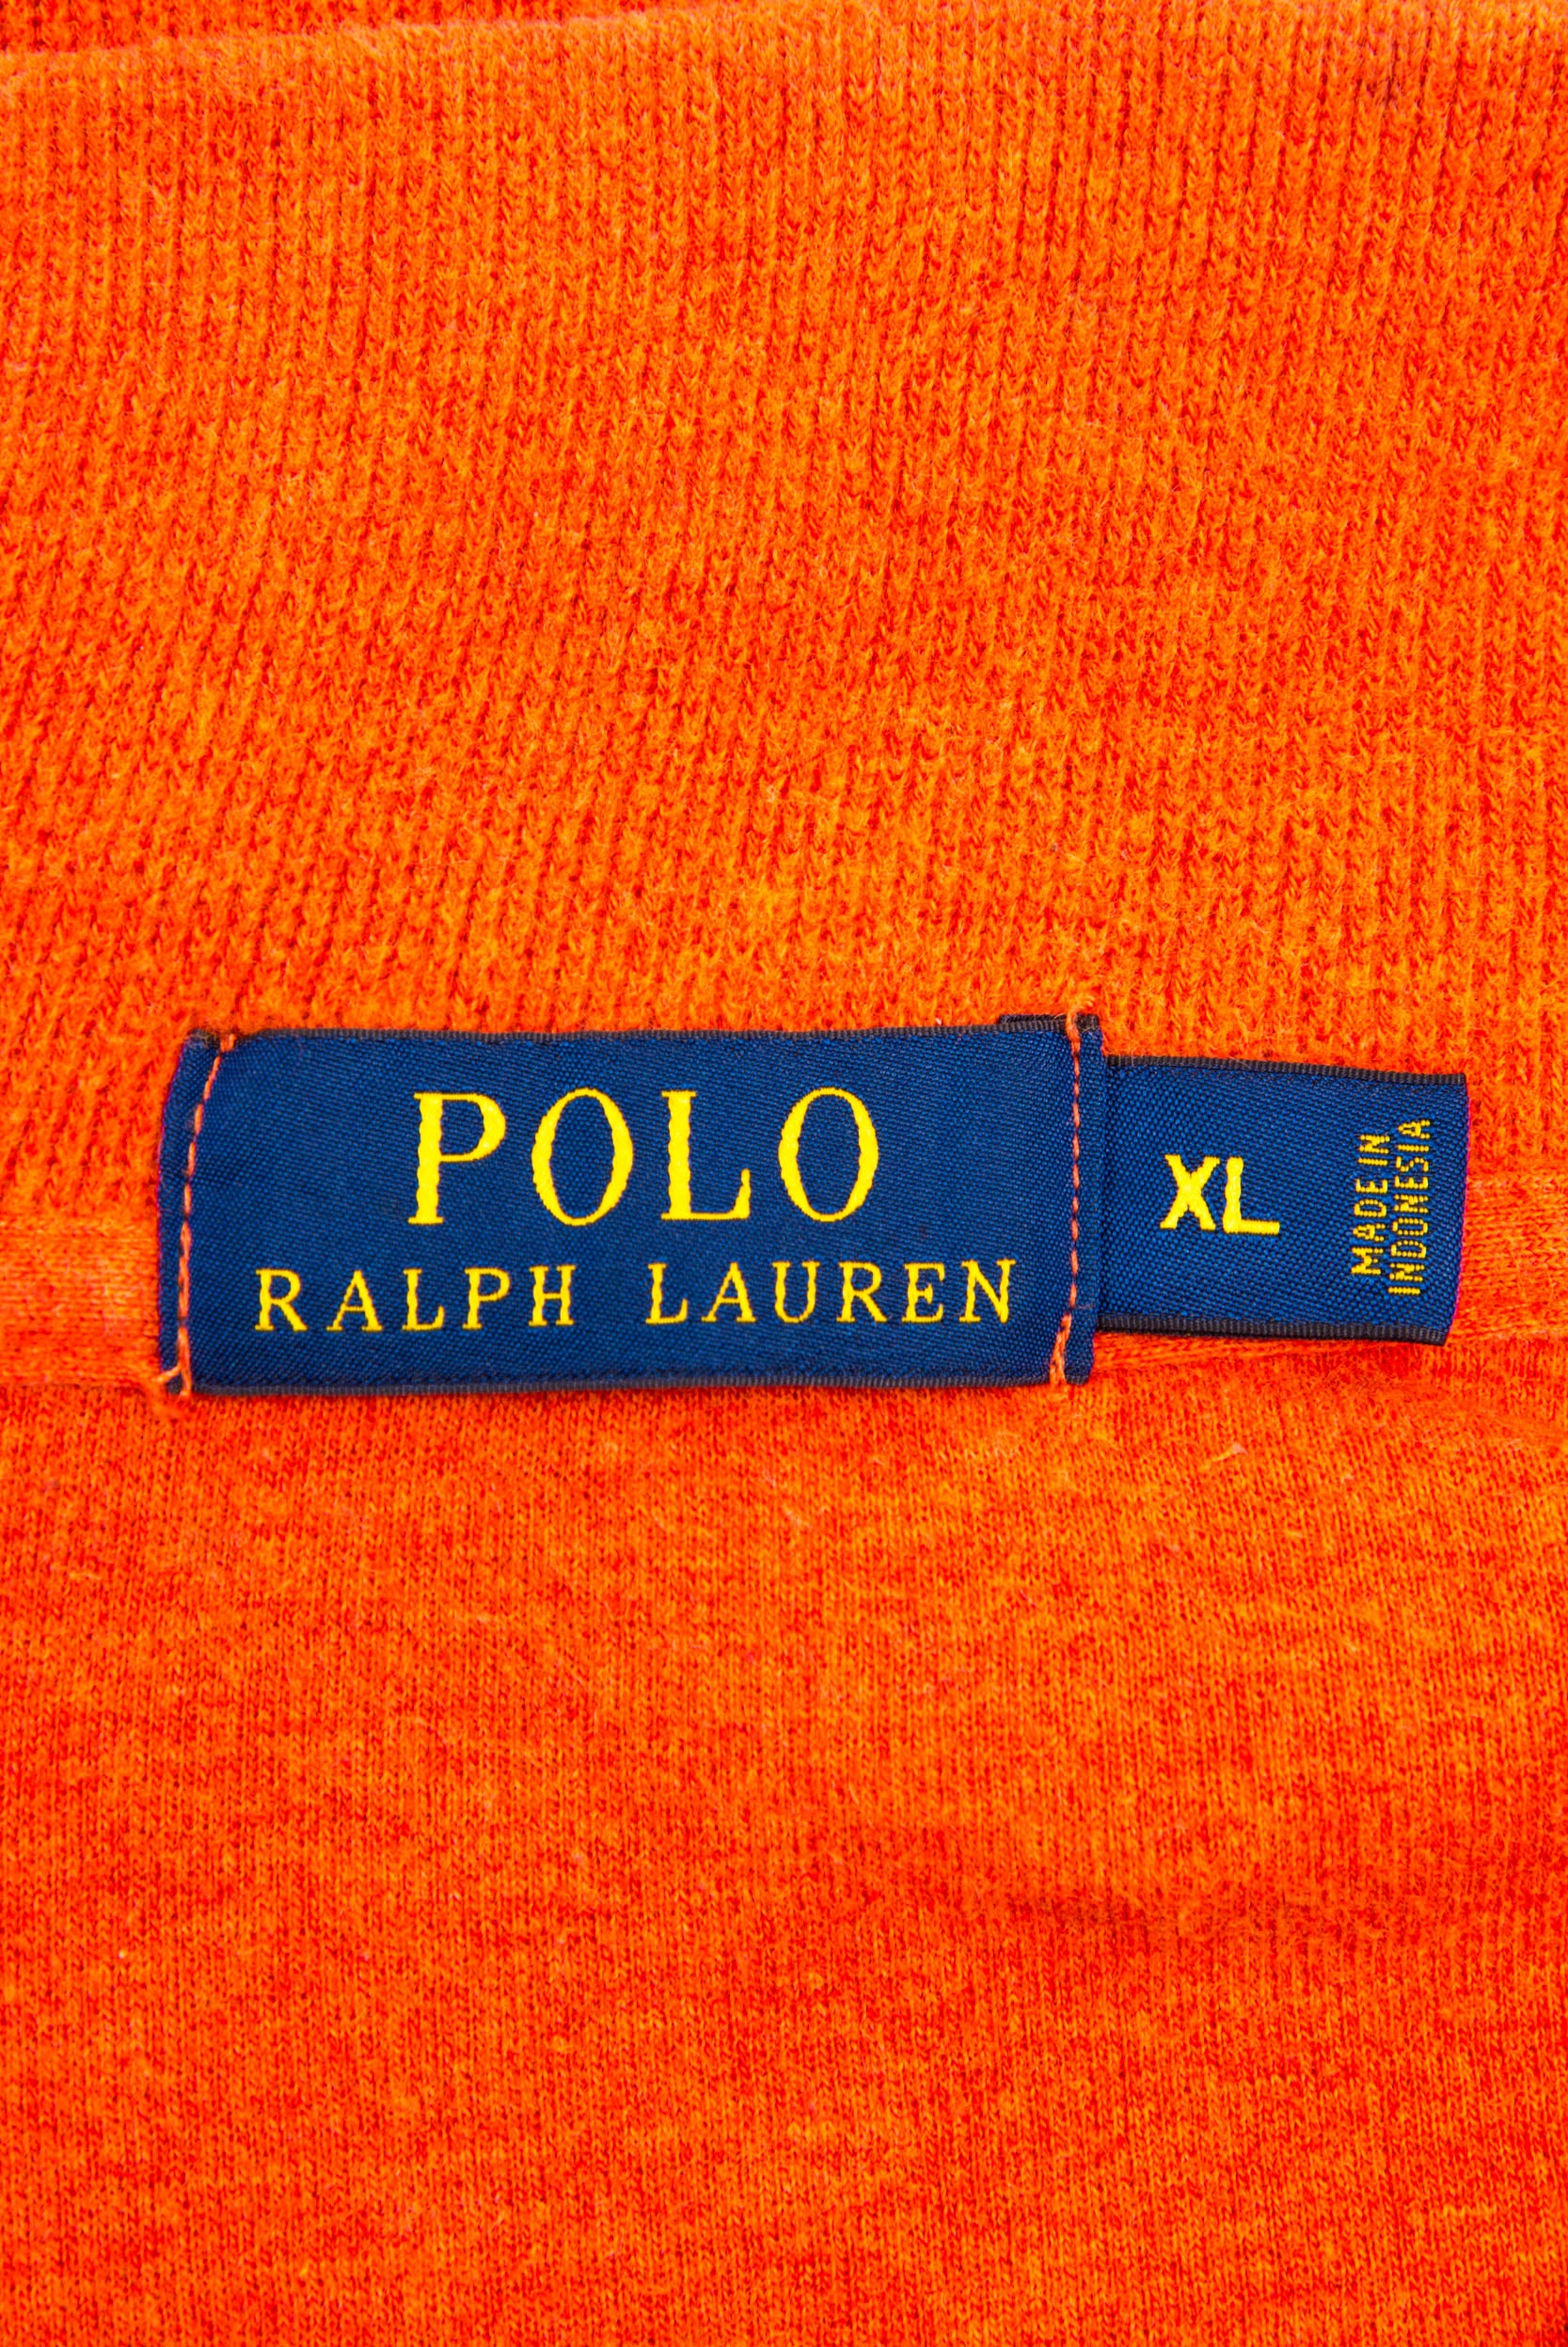 POLO
RALPH LAUREN
XL
MADE IN
INDONESIA